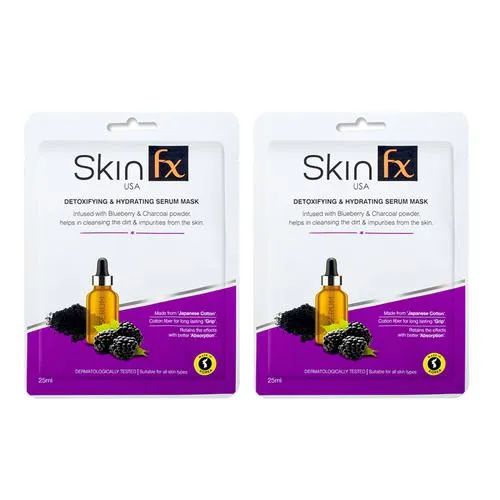 Skin fx
USA
DETOXIFYING & HYDRATING SERUM MASK
Infused with Blueberry & Charcoal powder,
helps in cleansing the dirt & impurities from the skin.
SERUM
Made from 'Japanese Cotton'
Cotton fiber for long lasting 'Grip'
Retains the effects
with better 'Absorption'
DERMATOLOGICALLY TESTED | Suitable for all skin types
25ml
Skin fx
USA
DETOXIFYING & HYDRATING SERUM MASK
Infused with Blueberry & Charcoal powder,
helps in cleansing the dirt & impurities from the skin.
SERUM
Made from 'Japanese Cotton'
Cotton fiber for long lasting 'Grip'
Retains the effects
with better 'Absorption'
DERMATOLOGICALLY TESTED | Suitable for all skin types
25ml